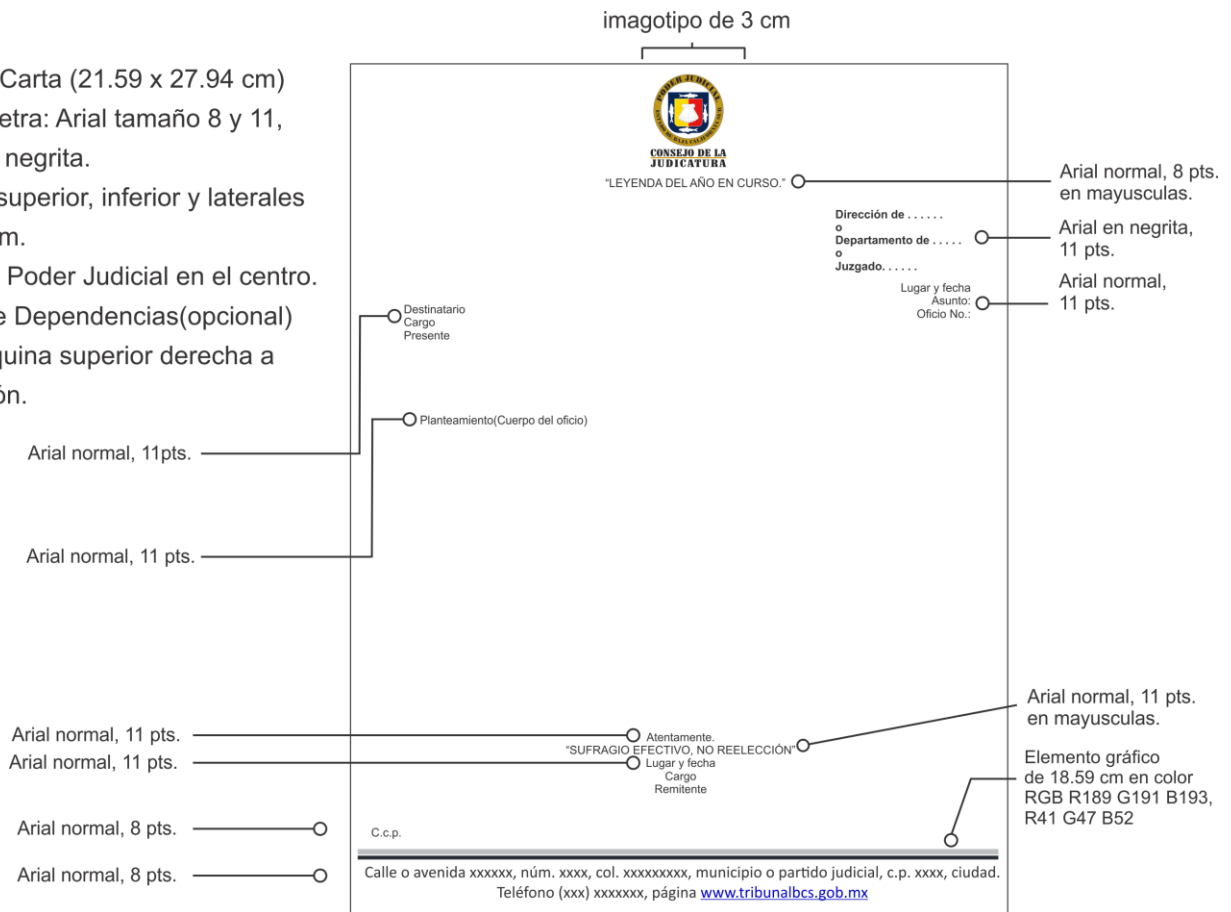 imagotipo de 3 cm
Carta (21.59 x 27.94 cm)
etra: Arial tamaño 8 y 11,
negrita.
superior, inferior y laterales
m.
Poder Judicial en el centro.
e Dependencias(opcional)
quina superior derecha a
ón.
PODER JUDICIAL
ESTADO DE BAJA CALIFORNIA SUR
CONSEJO DE LA
JUDICATURA
“LEYENDA DEL AÑO EN CURSO.”
Arial normal, 8 pts.
en mayusculas.
Dirección de . . . . . .
o
Departamento de . . . . .
o
Juzgado. . . . . .
Arial en negrita,
11 pts.
Lugar y fecha
Asunto:
Oficio No.:
Arial normal,
11 pts.
Destinatario
Cargo
Presente
Planteamiento(Cuerpo del oficio)
Arial normal, 11pts.
Arial normal, 11 pts.
Arial normal, 11 pts.
Arial normal, 11 pts.
Atentamente.
“SUFRAGIO EFECTIVO, NO REELECCIÓN”
Lugar y fecha
Cargo
Remitente
Arial normal, 11 pts.
en mayusculas.
Elemento gráfico
de 18.59 cm en color
RGB R189 G191 B193,
R41 G47 B52
Arial normal, 8 pts.
C.c.p.
Arial normal, 8 pts.
Calle o avenida xxxxxx, núm. xxxx, col. xxxxxxxxx, municipio o partido judicial, c.p. xxxx, ciudad.
Teléfono (xxx) xxxxxxx, página www.tribunalbcs.gob.mx